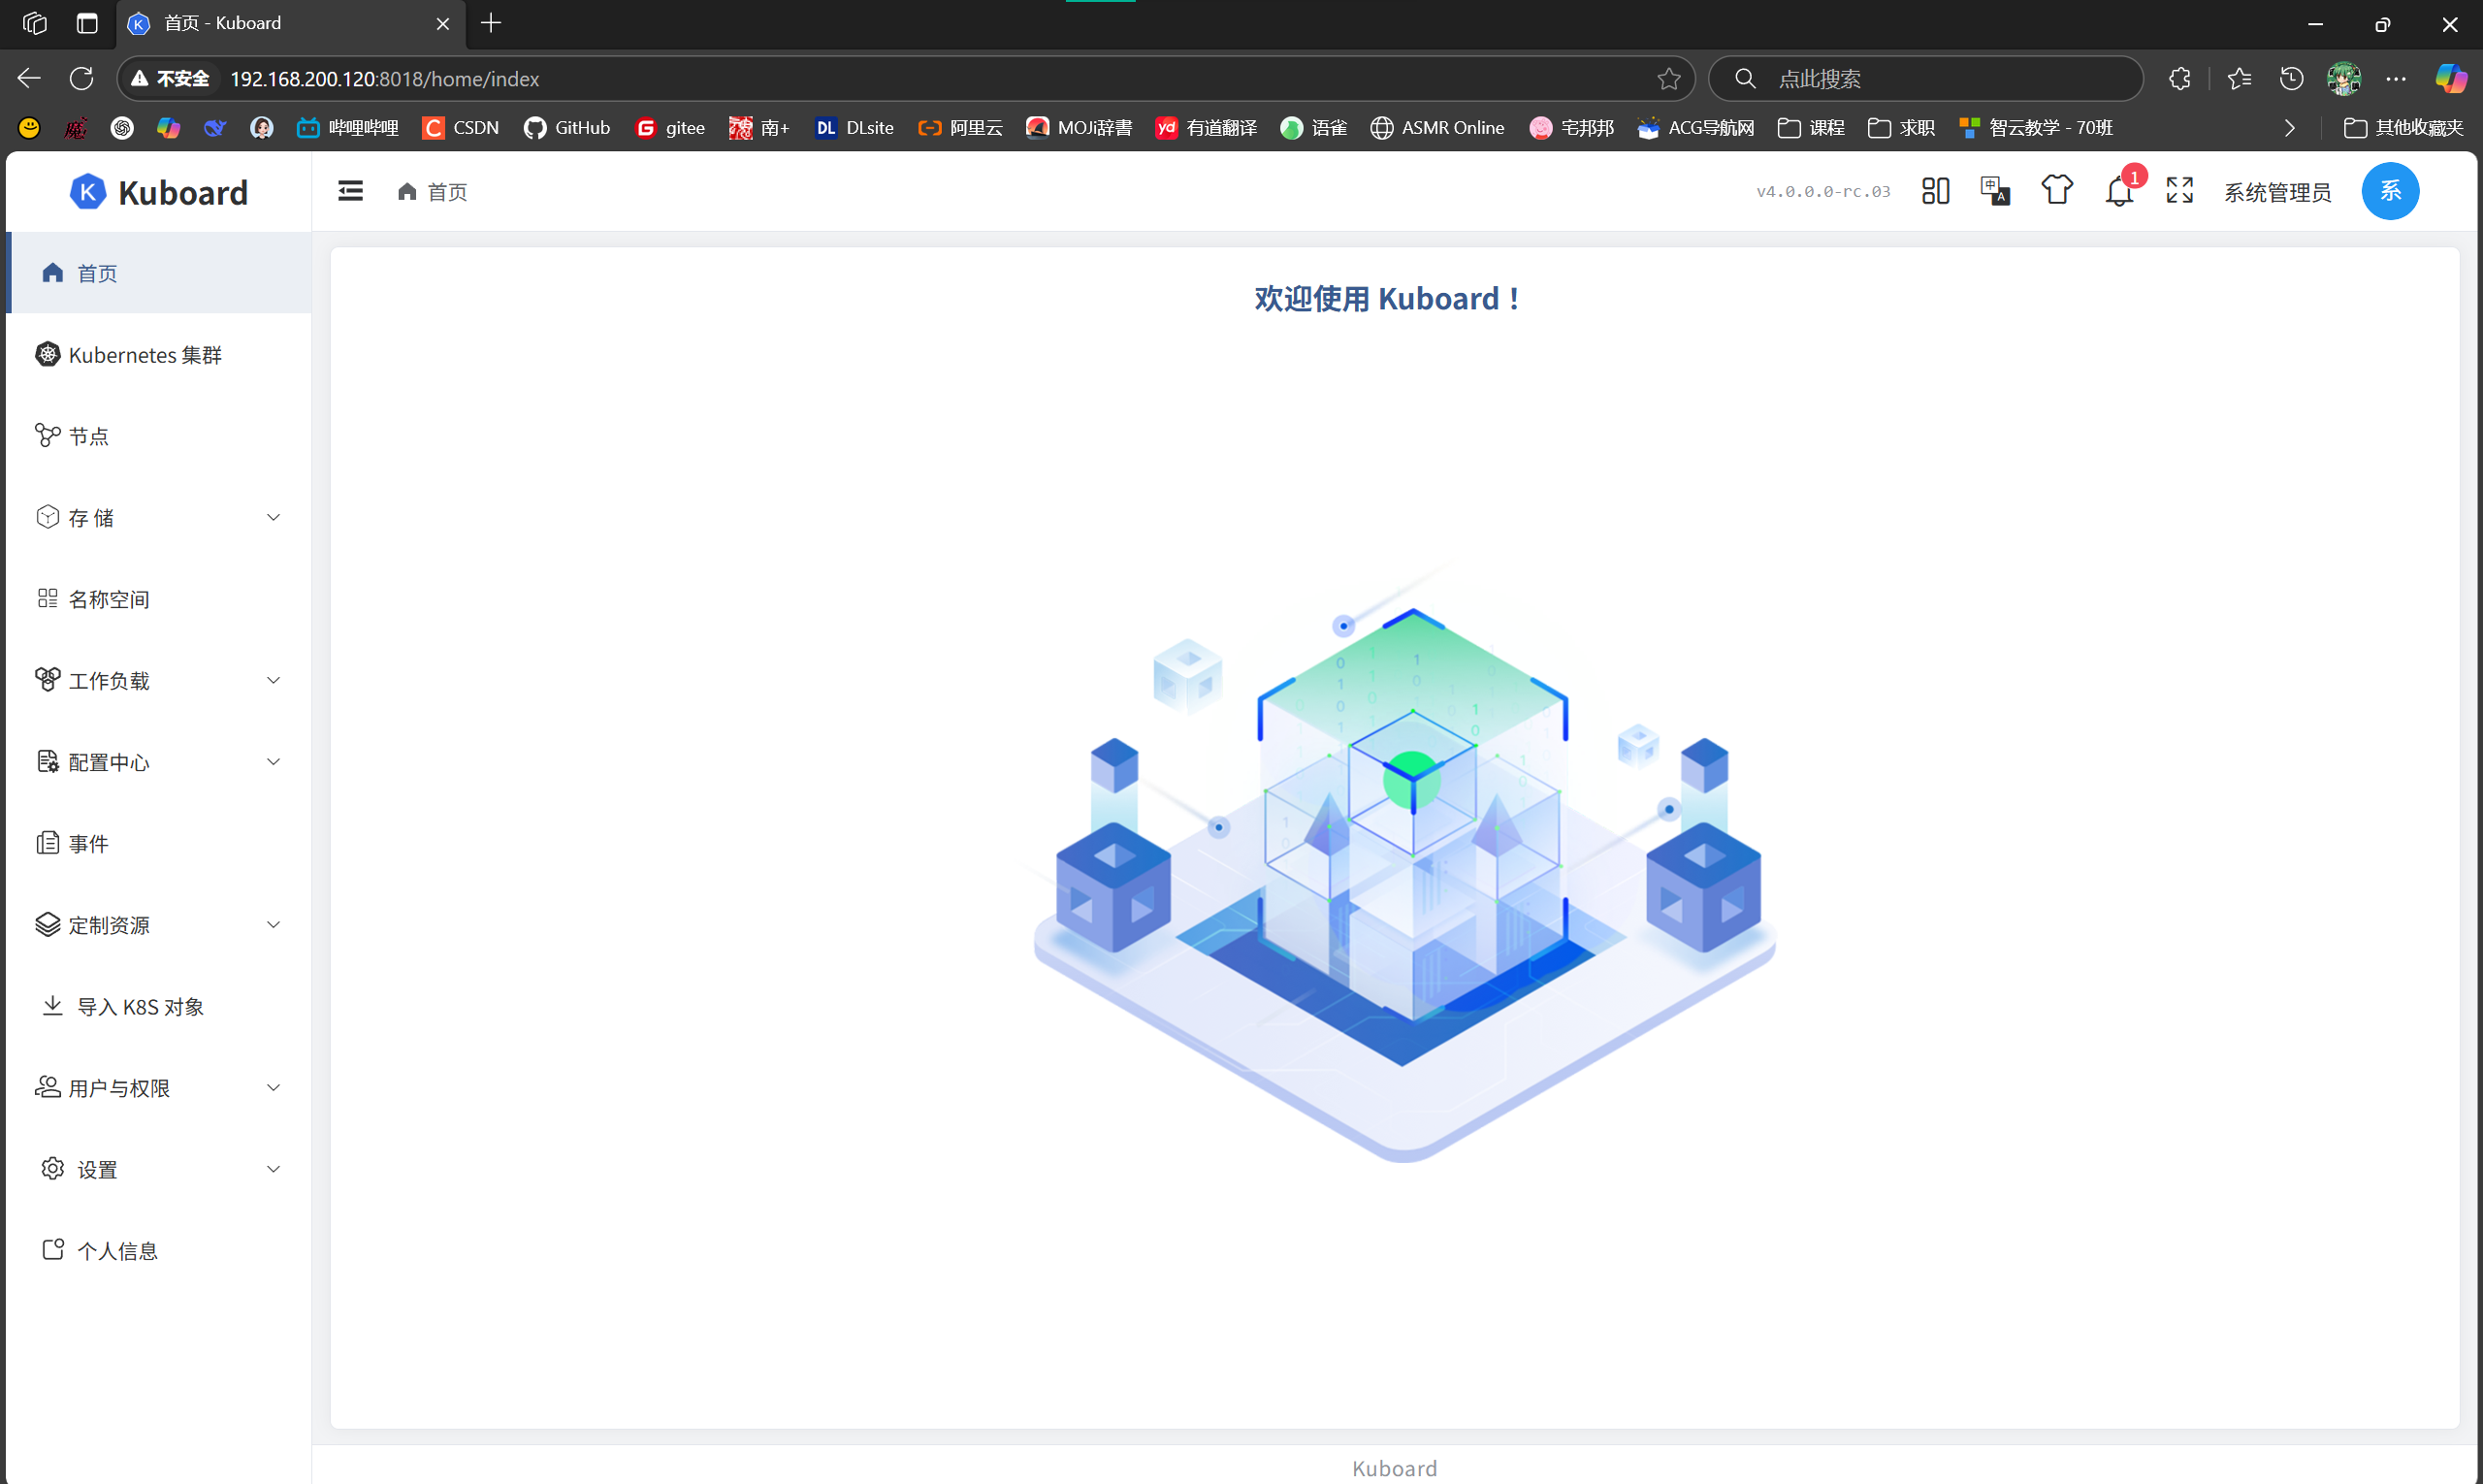 首页 - Kuboard
不安全 192.168.200.120:8018/home/index
点此搜索
哔哩哔哩 CSDN GitHub gitee 南+ DLsite 阿里云 MOJi辞書 有道翻译 语雀 ASMR Online 宅邦邦 ACG导航网 课程 求职 智云教学 - 70班 其他收藏夹
Kuboard
首页
v4.0.0.0-rc.03
1
系统管理员
系
首页
Kubernetes 集群
节点
存 储
名称空间
工作负载
配置中心
事件
定制资源
导入 K8S 对象
用户与权限
设置
个人信息
欢迎使用 Kuboard！
Kuboard